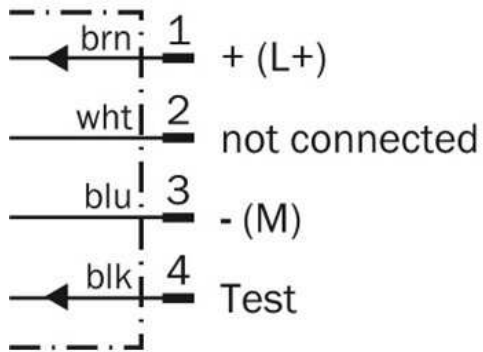 brn 1 + (L+)
wht 2 not connected
blu 3 - (M)
blk 4 Test